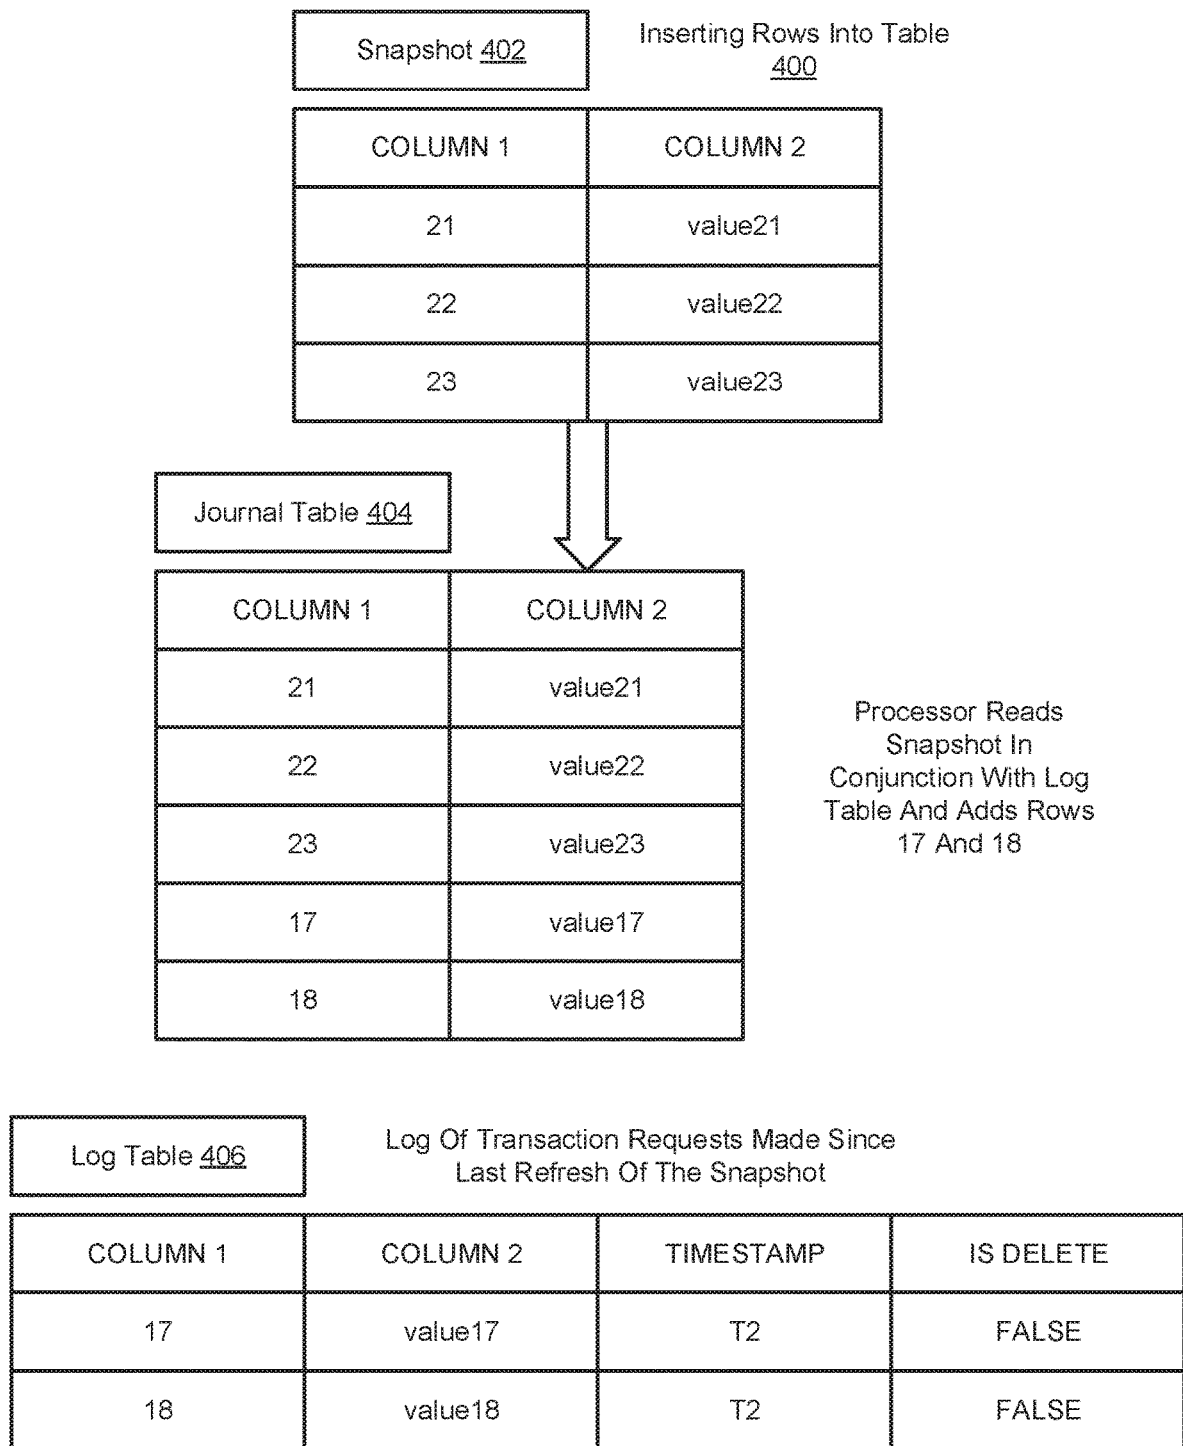 Snapshot 402
Inserting Rows Into Table
400
COLUMN 1 COLUMN 2
21 value21
22 value22
23 value23
Journal Table 404
COLUMN 1 COLUMN 2
21 value21
22 value22
23 value23
17 value17
18 value18
Processor Reads
Snapshot In
Conjunction With Log
Table And Adds Rows
17 And 18
Log Table 406
Log Of Transaction Requests Made Since
Last Refresh Of The Snapshot
COLUMN 1 COLUMN 2 TIMESTAMP IS DELETE
17 value17 T2 FALSE
18 value18 T2 FALSE